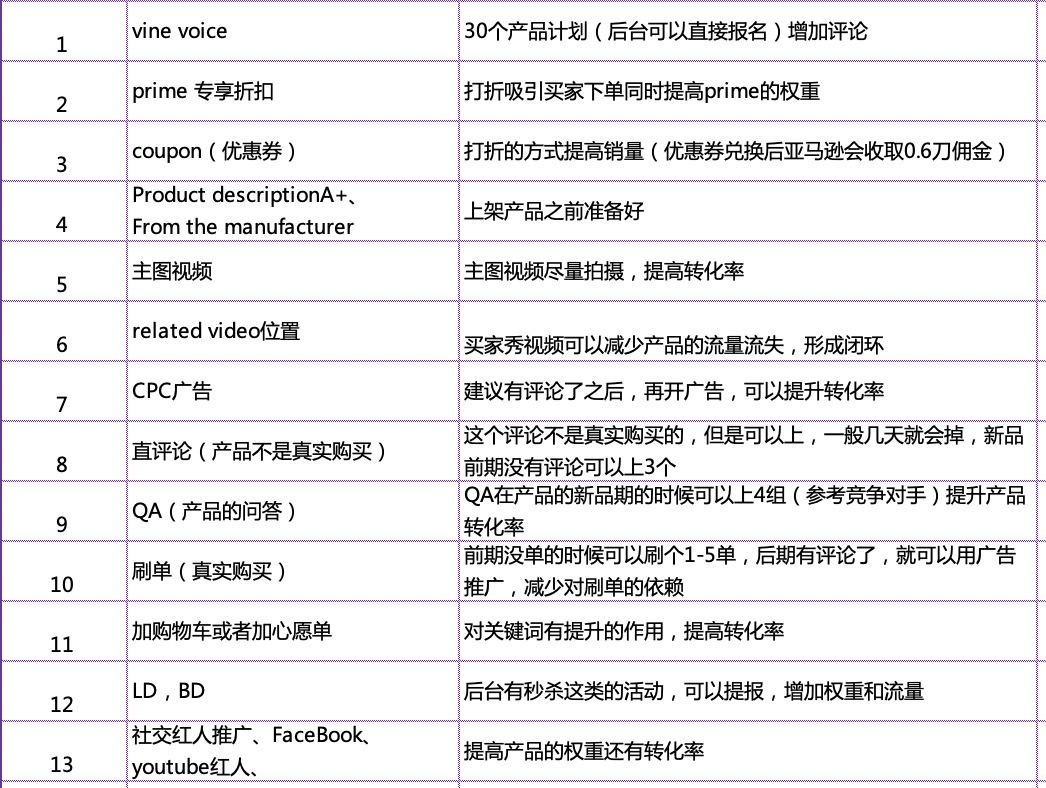 1
vine voice
30个产品计划（后台可以直接报名）增加评论
2
prime 专享折扣
打折吸引买家下单同时提高prime的权重
3
coupon（优惠券）
打折的方式提高销量（优惠券兑换后亚马逊会收取0.6刀佣金）
4
Product descriptionA+、
From the manufacturer
上架产品之前准备好
5
主图视频
主图视频尽量拍摄，提高转化率
6
related video位置
买家秀视频可以减少产品的流量流失，形成闭环
7
CPC广告
建议有评论了之后，再开广告，可以提升转化率
8
直评论（产品不是真实购买）
这个评论不是真实购买的，但是可以上，一般几天就会掉，新品
前期没有评论可以上3个
9
QA（产品的问答）
QA在产品的新品期的时候可以上4组（参考竞争对手）提升产品
转化率
10
刷单（真实购买）
前期没单的时候可以刷个1-5单，后期有评论了，就可以用广告
推广，减少对刷单的依赖
11
加购物车或者加心愿单
对关键词有提升的作用，提高转化率
12
LD，BD
后台有秒杀这类的活动，可以提报，增加权重和流量
13
社交红人推广、FaceBook、
youtube红人、
提高产品的权重还有转化率